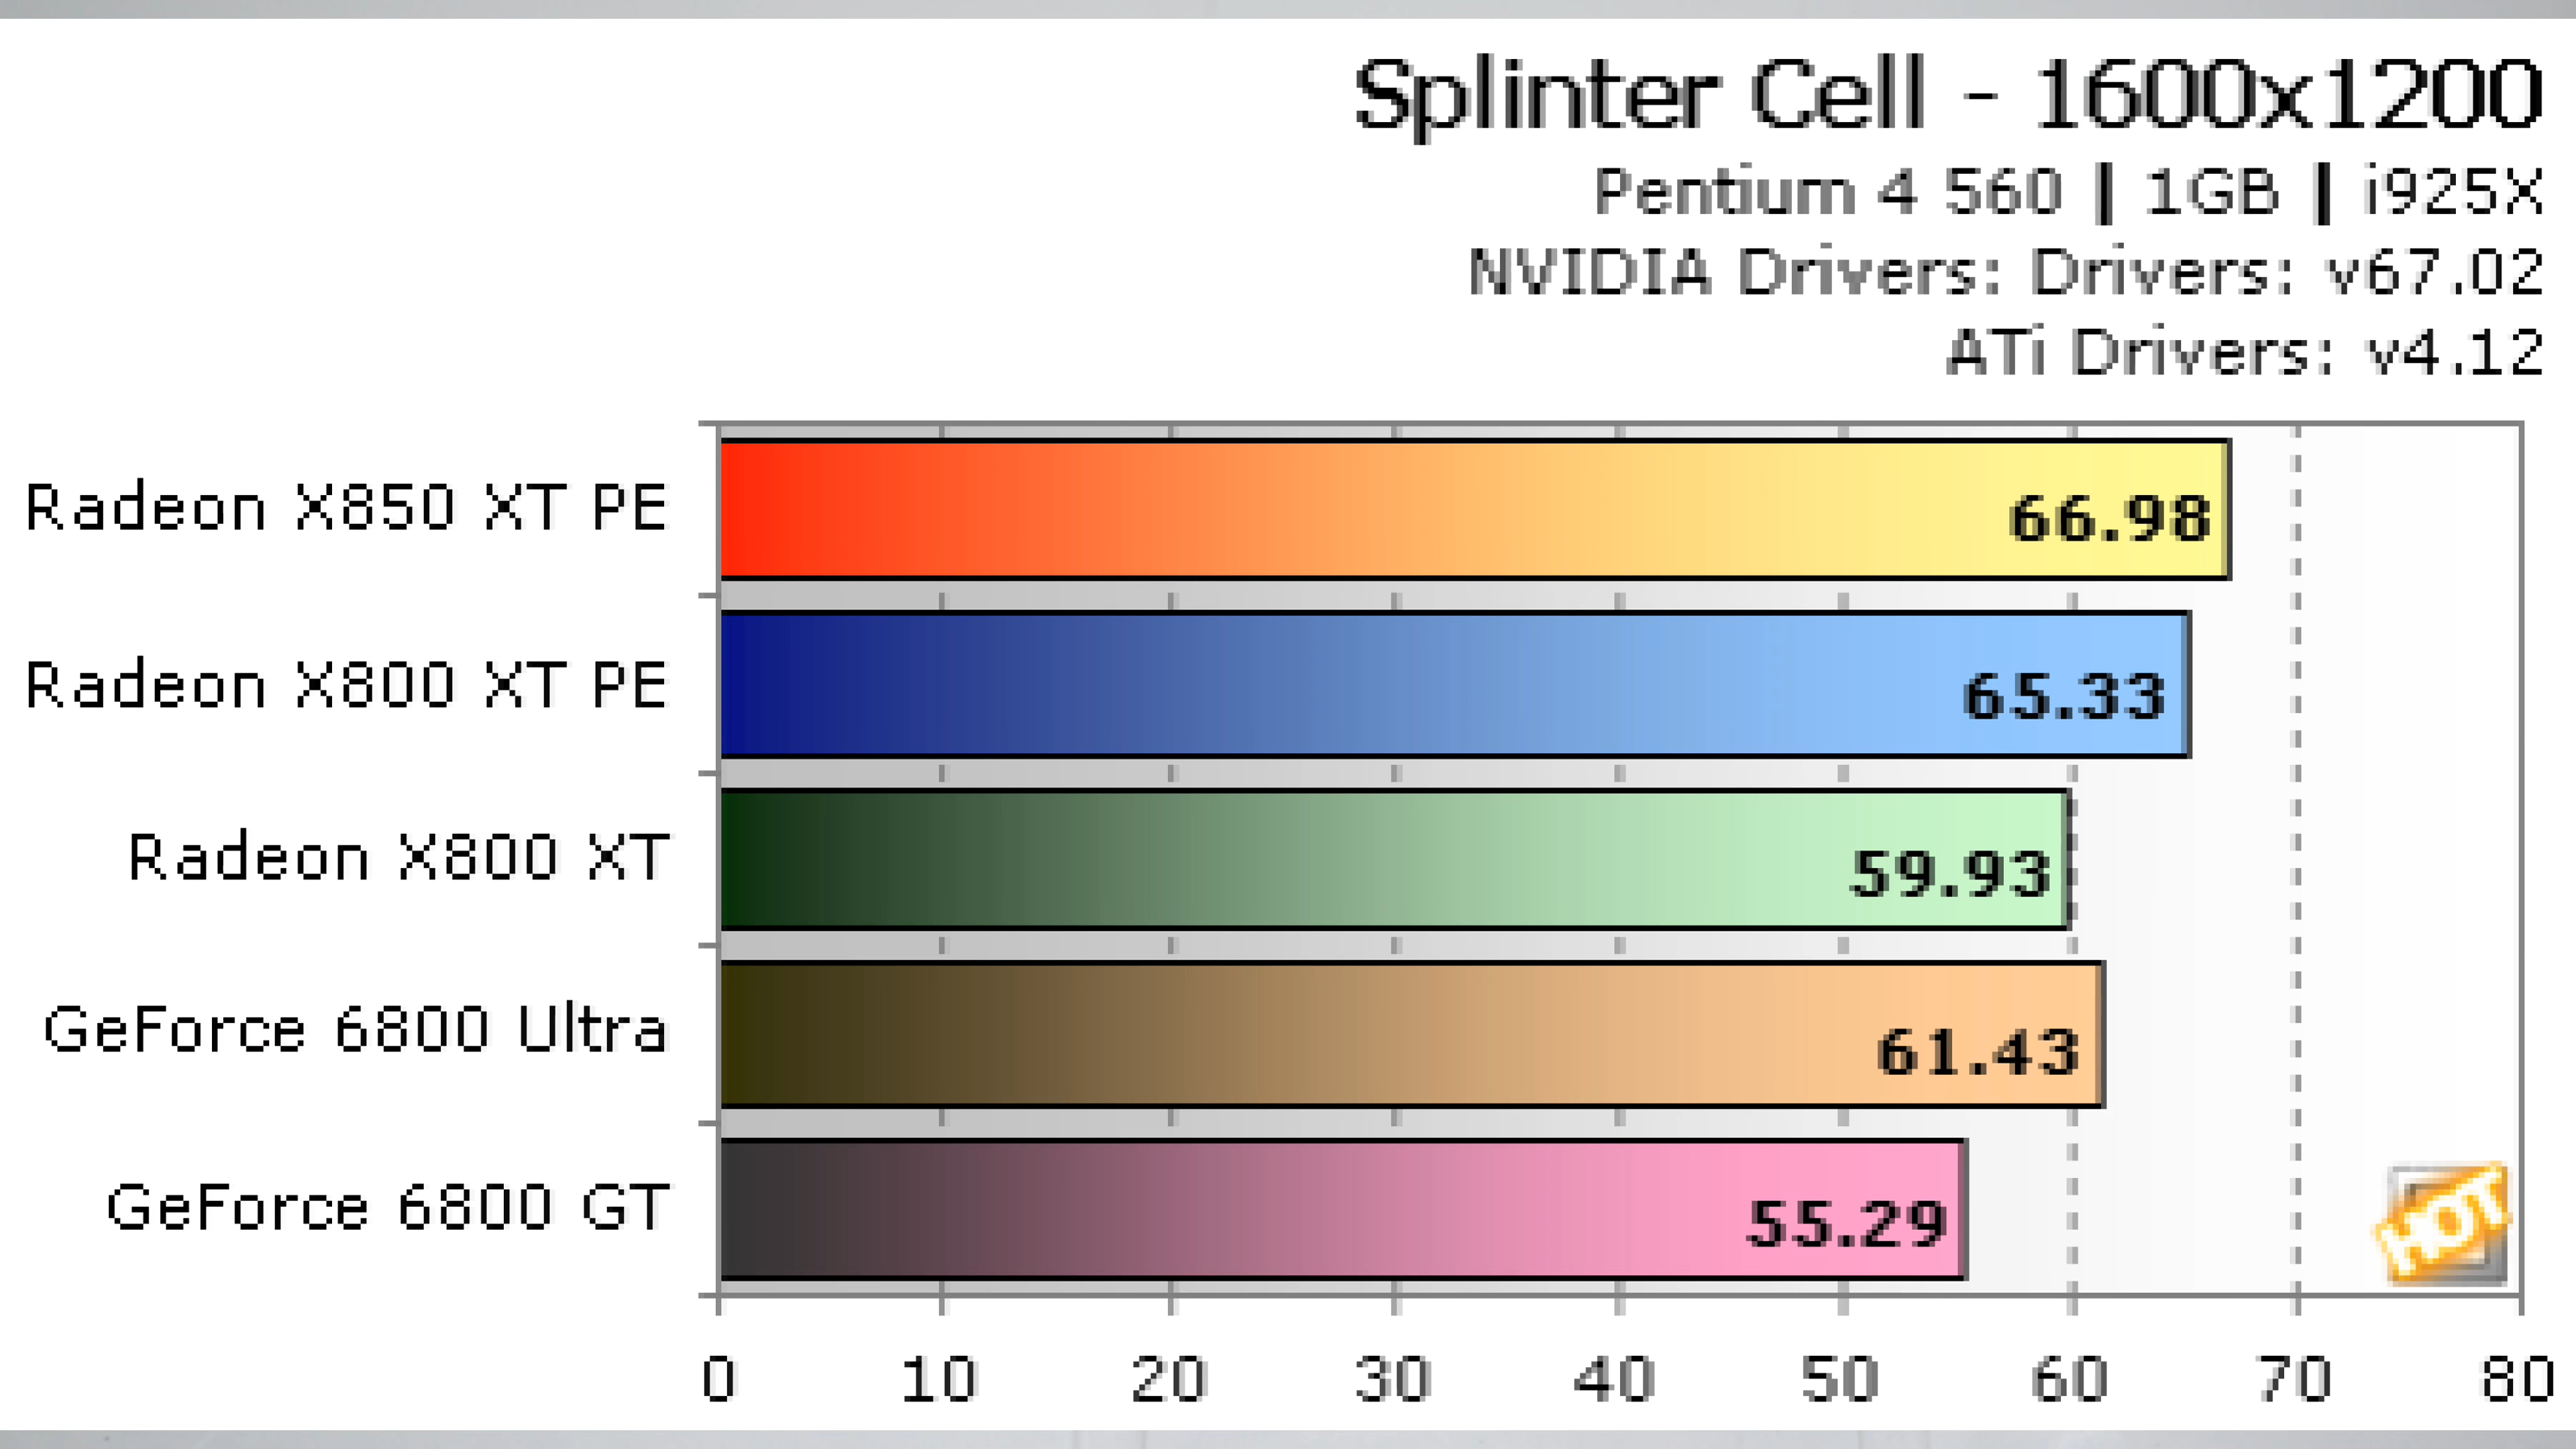 Splinter Cell - 1600x1200
Pentium 4 560 | 1GB | i925X
NVIDIA Drivers: Drivers: v67.02
ATi Drivers: v4.12
Radeon X850 XT PE 66.98
Radeon X800 XT PE 65.33
Radeon X800 XT 59.93
GeForce 6800 Ultra 61.43
GeForce 6800 GT 55.29
HOT
0 10 20 30 40 50 60 70 80